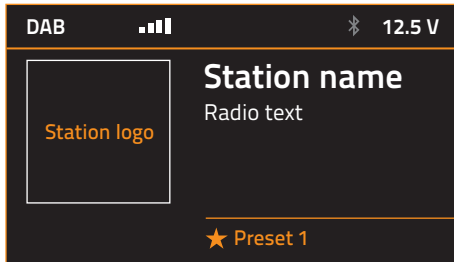 DAB 12.5 V
Station name
Radio text
Station logo
Preset 1